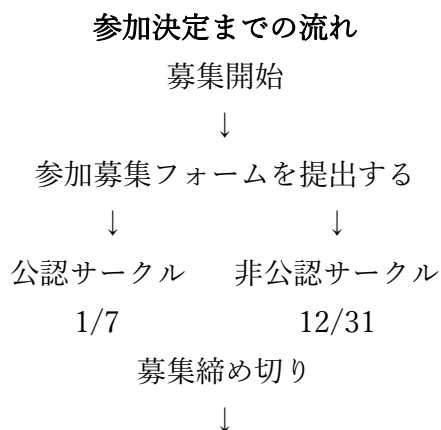 参加決定までの流れ
募集開始
↓
参加募集フォームを提出する
↓ ↓
公認サークル 非公認サークル
1/7 12/31
募集締め切り
↓